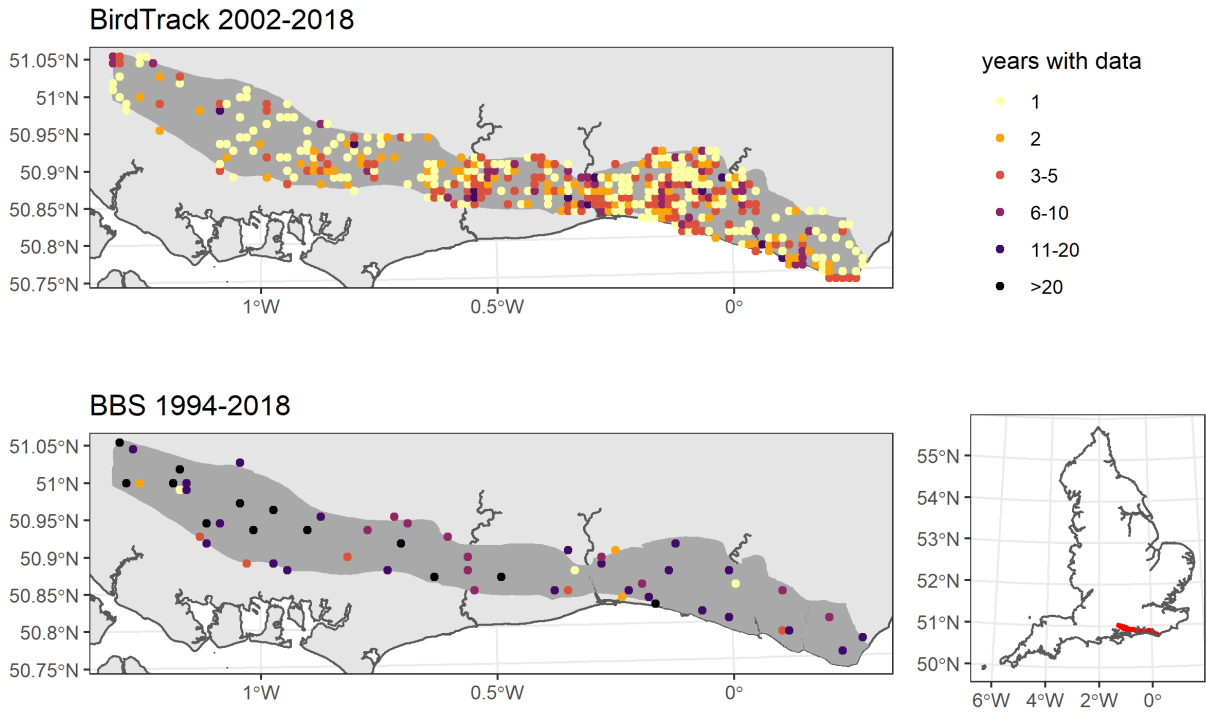 BirdTrack 2002-2018
51.05°N
51°N
50.95°N
50.9°N
50.85°N
50.8°N
50.75°N
1°W
0.5°W
0°
years with data
1
2
3-5
6-10
11-20
>20
BBS 1994-2018
51.05°N
51°N
50.95°N
50.9°N
50.85°N
50.8°N
50.75°N
1°W
0.5°W
0°
55°N
54°N
53°N
52°N
51°N
50°N
6°W
4°W
2°W
0°